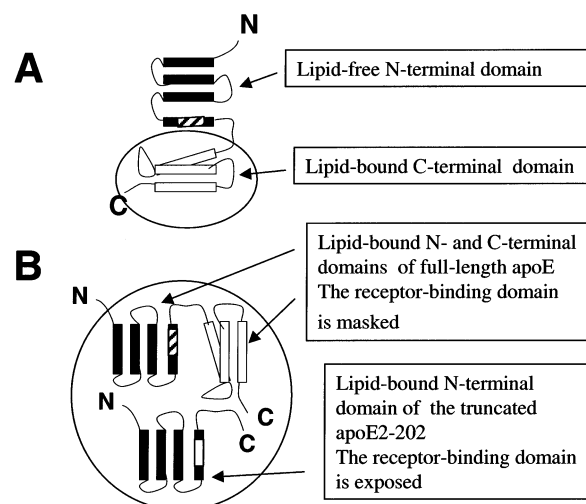 A
N
Lipid-free N-terminal domain
Lipid-bound C-terminal domain
C
B
N
Lipid-bound N- and C-terminal
domains of full-length apoE
The receptor-binding domain
is masked
N
C
C
Lipid-bound N-terminal
domain of the truncated
apoE2-202
The receptor-binding domain
is exposed